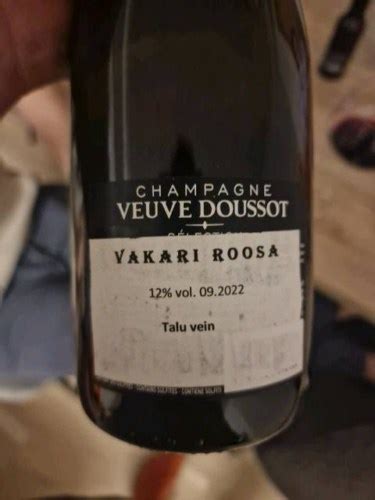 CHAMPAGNE
VEUVE DOUSSOT
VAKARI ROOSA
12% vol. 09.2022
Talu vein